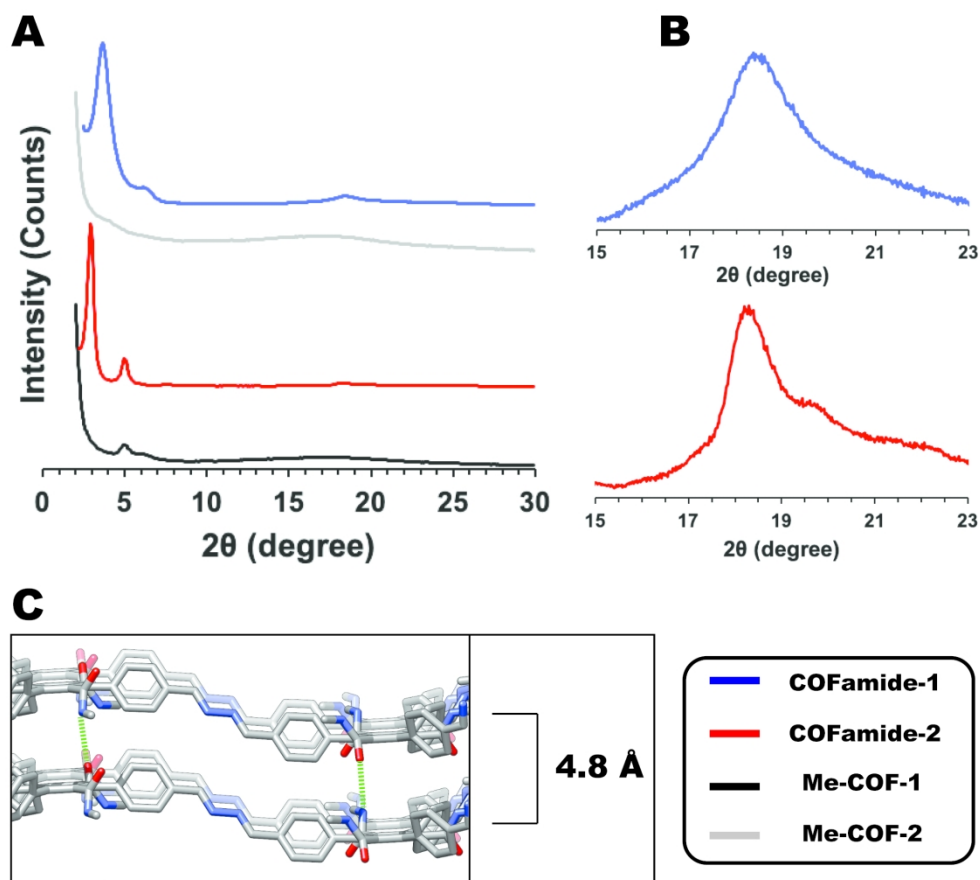 A
Intensity (Counts)
0 5 10 15 20 25 30
2θ (degree)
B
15 17 19 21 23
2θ (degree)
15 17 19 21 23
2θ (degree)
C
4.8 Å
COFamide-1
COFamide-2
Me-COF-1
Me-COF-2